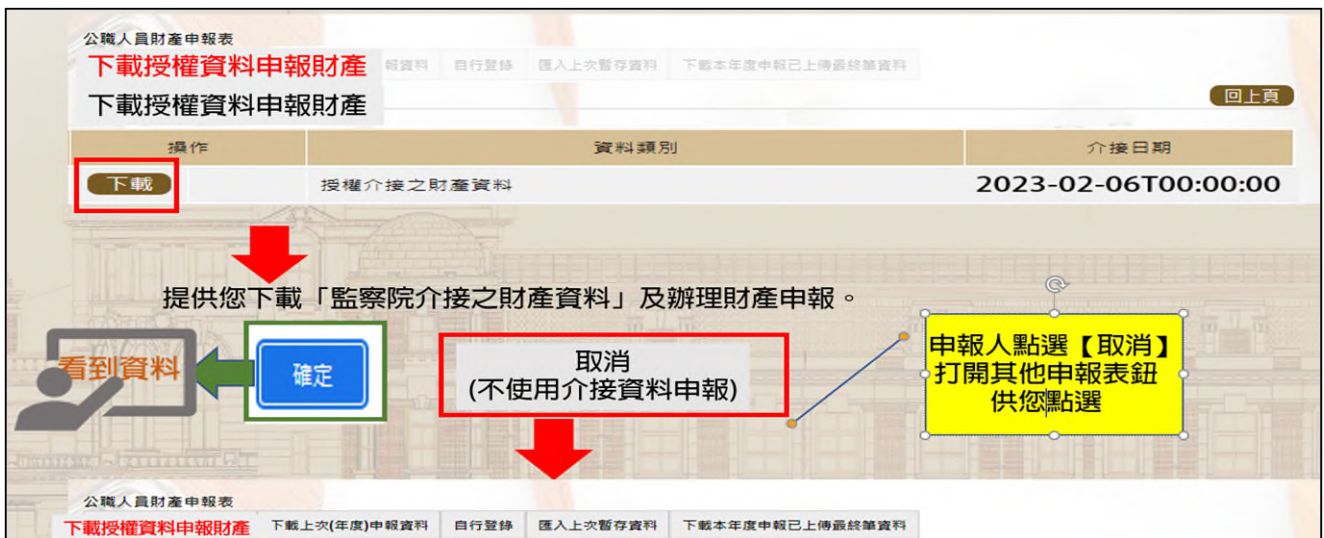 公職人員財產申報表
下載授權資料申報財產 報資料 自行登錄 匯入上次暫存資料 下載本年度申報已上傳最終筆資料
下載授權資料申報財產
回上頁
操作 資料類別 介接日期
下載 授權介接之財產資料 2023-02-06T00:00:00
提供您下載「監察院介接之財產資料」及辦理財產申報。
看到資料
確定
取消
(不使用介接資料申報)
申報人點選【取消】
打開其他申報表鈕
供您點選
公職人員財產申報表
下載授權資料申報財產 下載上次(年度)申報資料 自行登錄 匯入上次暫存資料 下載本年度申報已上傳最終筆資料